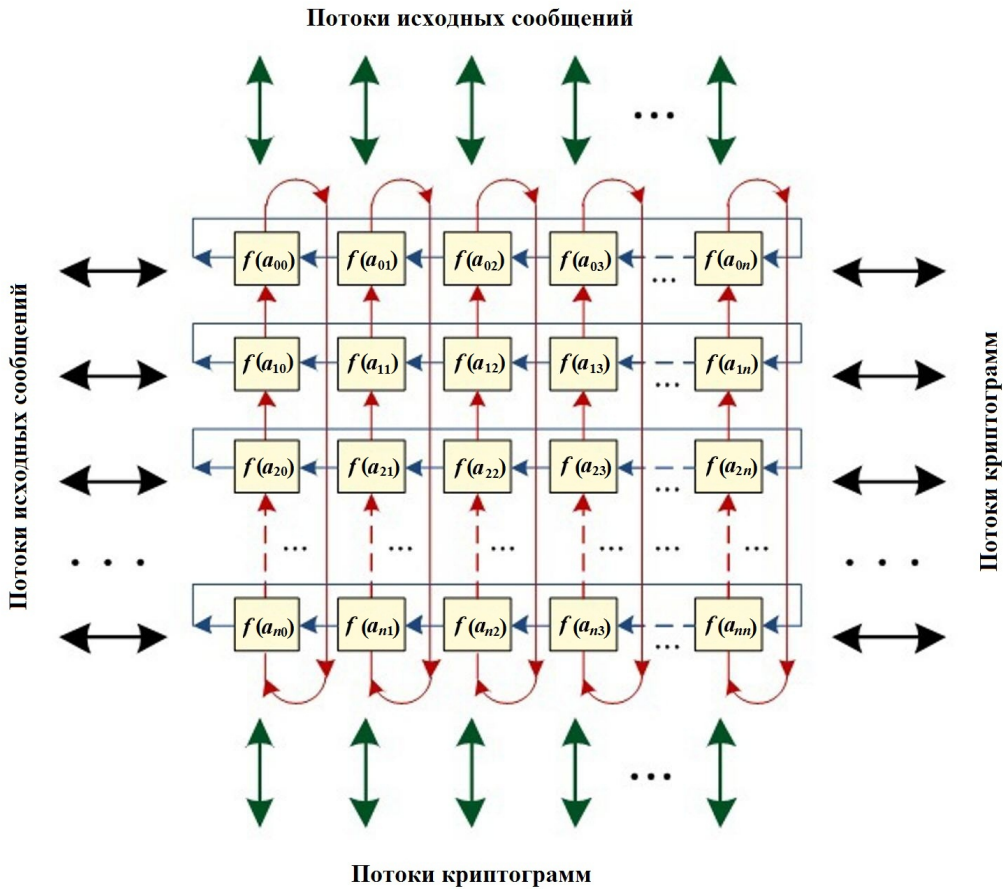 Потоки исходных сообщений
...
f(a00) f(a01) f(a02) f(a03) f(a0n)
...
Потоки исходных сообщений
Потоки криптограмм
f(a10) f(a11) f(a12) f(a13) f(a1n)
...
f(a20) f(a21) f(a22) f(a23) f(a2n)
...
... ... ... ... ... ...
. . . . . .
f(an0) f(an1) f(an2) f(an3) f(ann)
...
...
Потоки криптограмм